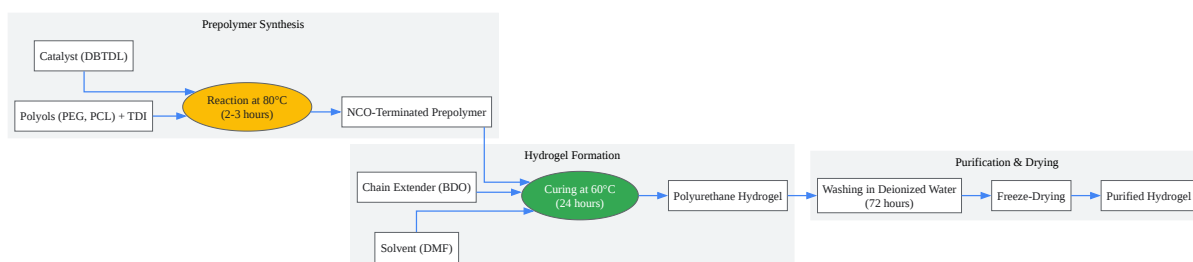 Prepolymer Synthesis
Catalyst (DBTDL)
Polyols (PEG, PCL) + TDI
Reaction at 80°C
(2-3 hours)
NCO-Terminated Prepolymer
Hydrogel Formation
Chain Extender (BDO)
Solvent (DMF)
Curing at 60°C
(24 hours)
Polyurethane Hydrogel
Purification & Drying
Washing in Deionized Water
(72 hours)
Freeze-Drying
Purified Hydrogel